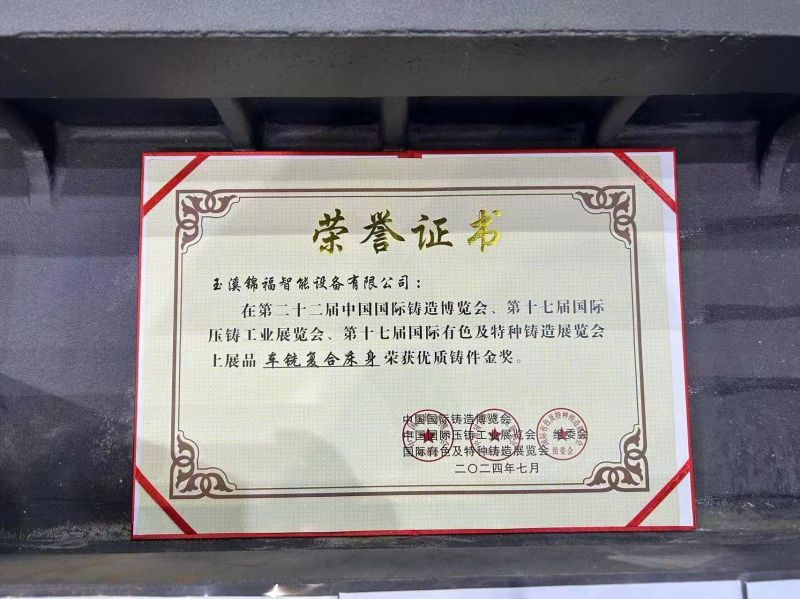 荣誉证书
玉溪锦福智能设备有限公司：
在第二十二届中国国际铸造博览会、第十七届国际
压铸工业展览会、第十七届国际有色及特种铸造展览会
上展品 车铣复合床身 荣获优质铸件金奖。
中国国际铸造博览会
中国国际压铸工业展览会 组委会
国际有色及特种铸造展览会
二〇二四年七月